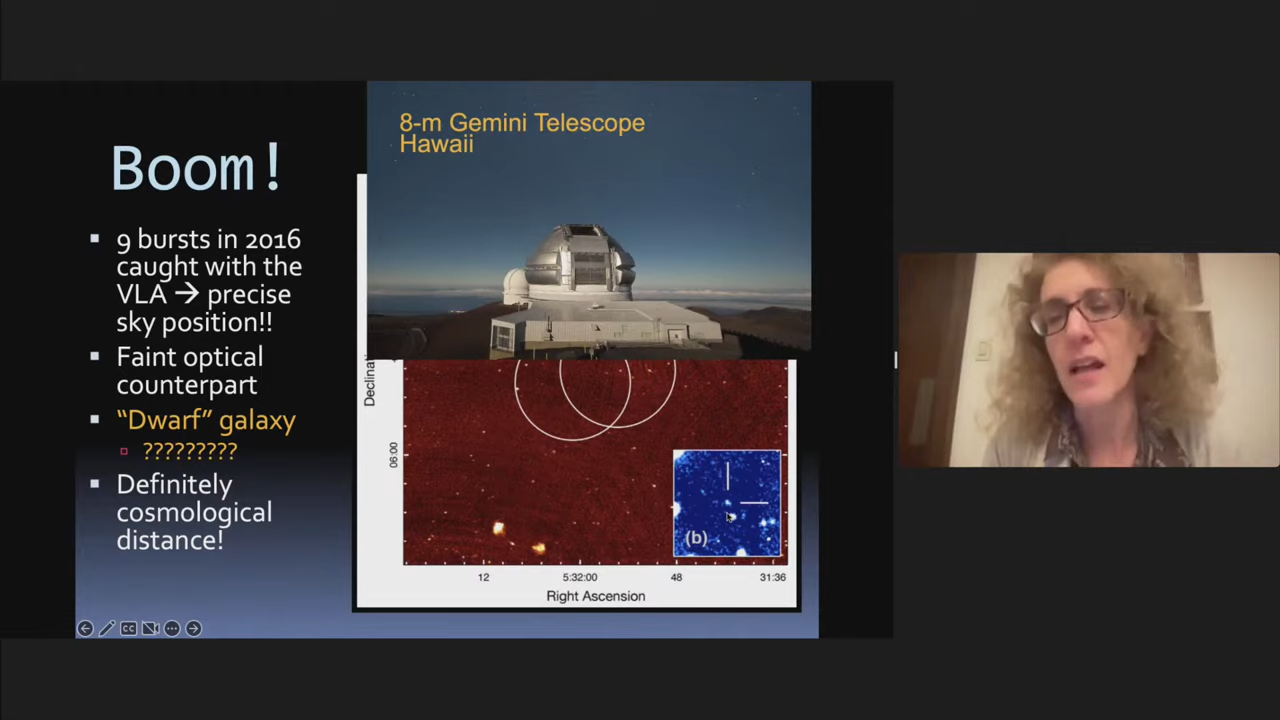 Boom!
▪ 9 bursts in 2016
caught with the
VLA → precise
sky position!!
▪ Faint optical
counterpart
▪ “Dwarf” galaxy
▫ ?????????
▪ Definitely
cosmological
distance!
8-m Gemini Telescope
Hawaii
06:00
(b)
12
5:32:00
48
31:36
Right Ascension
CC